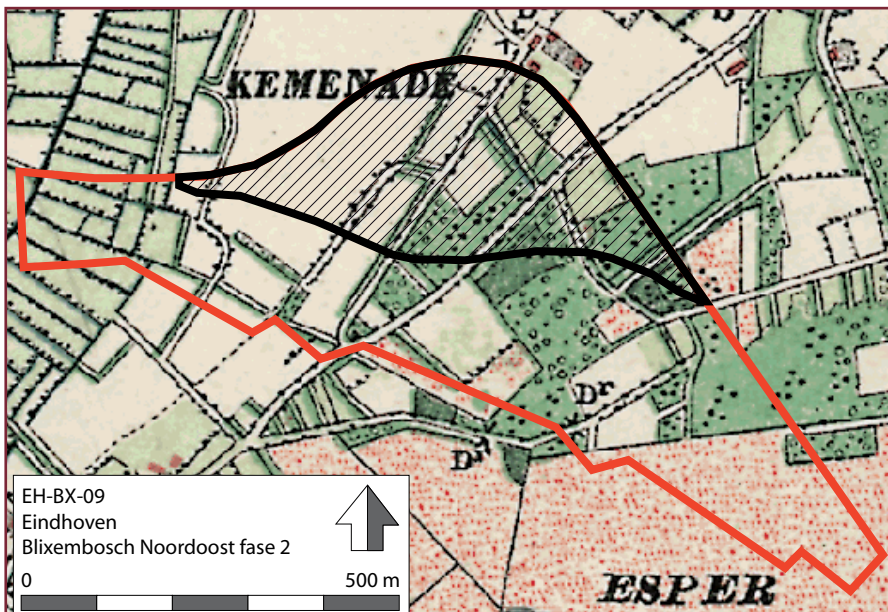 KEMENADE
Dr
Dr
ESPER
EH-BX-09
Eindhoven
Blixembosch Noordoost fase 2
0 500 m